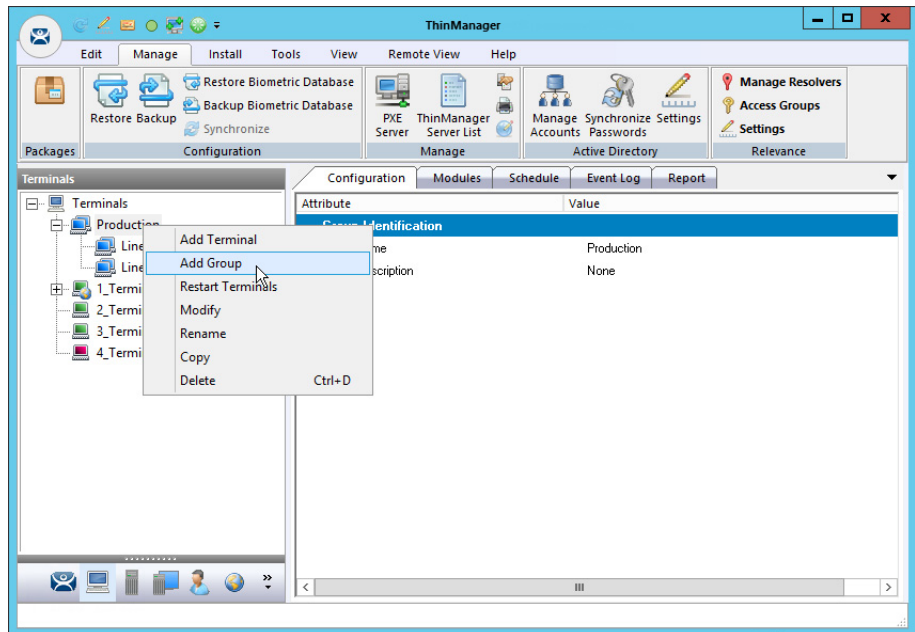 ThinManager
Edit Manage Install Tools View Remote View Help
Restore Backup
Restore Biometric Database
Backup Biometric Database
Synchronize
PXE Server
ThinManager Server List
Manage Accounts
Synchronize Passwords
Settings
Manage Resolvers
Access Groups
Settings
Packages Configuration Manage Active Directory Relevance
Terminals
Configuration Modules Schedule Event Log Report
Attribute Value
Terminals
Production
Line
Line
1_Termi
2_Termi
3_Termi
4_Termi
Identification
me Production
scription None
Add Terminal
Add Group
Restart Terminals
Modify
Rename
Copy
Delete Ctrl+D